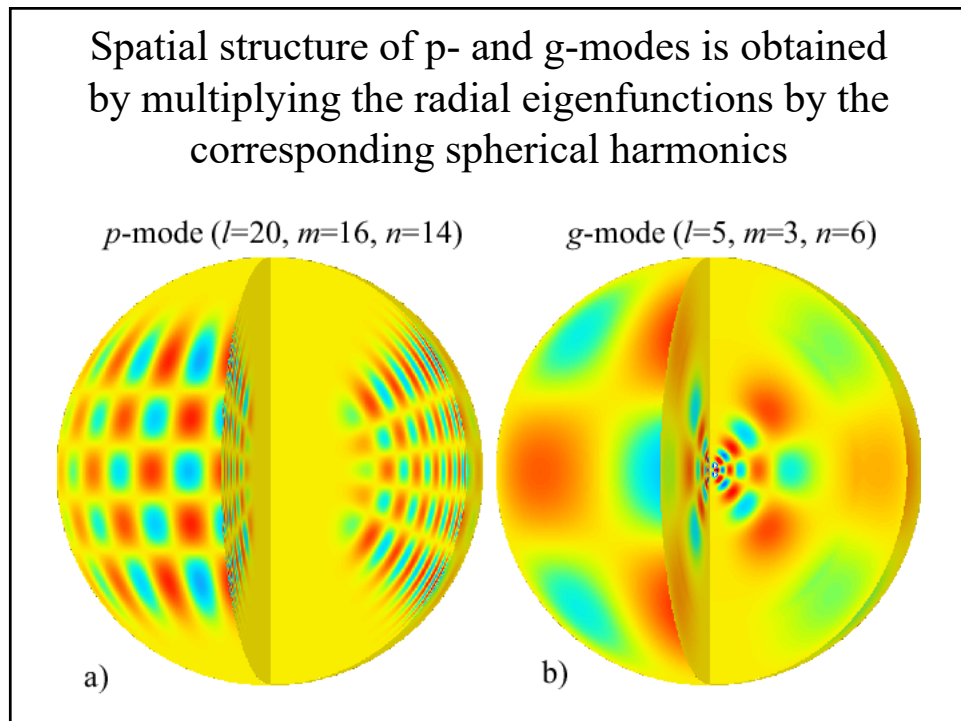 Spatial structure of p- and g-modes is obtained
by multiplying the radial eigenfunctions by the
corresponding spherical harmonics
p-mode (l=20, m=16, n=14)
g-mode (l=5, m=3, n=6)
a)
b)